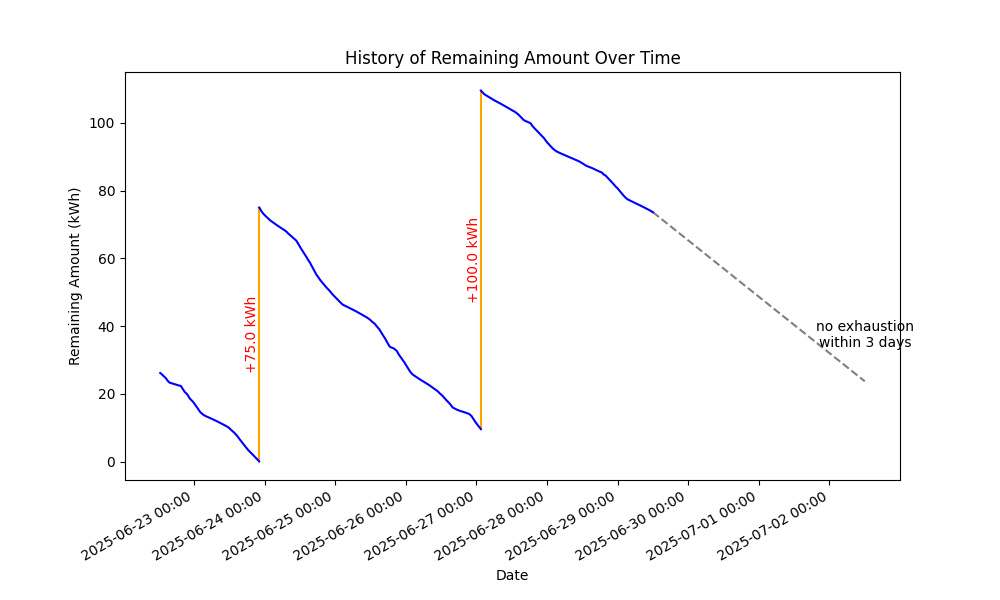 History of Remaining Amount Over Time
Remaining Amount (kWh)
100
80
60
40
20
0
+75.0 kWh
+100.0 kWh
no exhaustion
within 3 days
2025-06-23 00:00
2025-06-24 00:00
2025-06-25 00:00
2025-06-26 00:00
2025-06-27 00:00
2025-06-28 00:00
2025-06-29 00:00
2025-06-30 00:00
2025-07-01 00:00
2025-07-02 00:00
Date